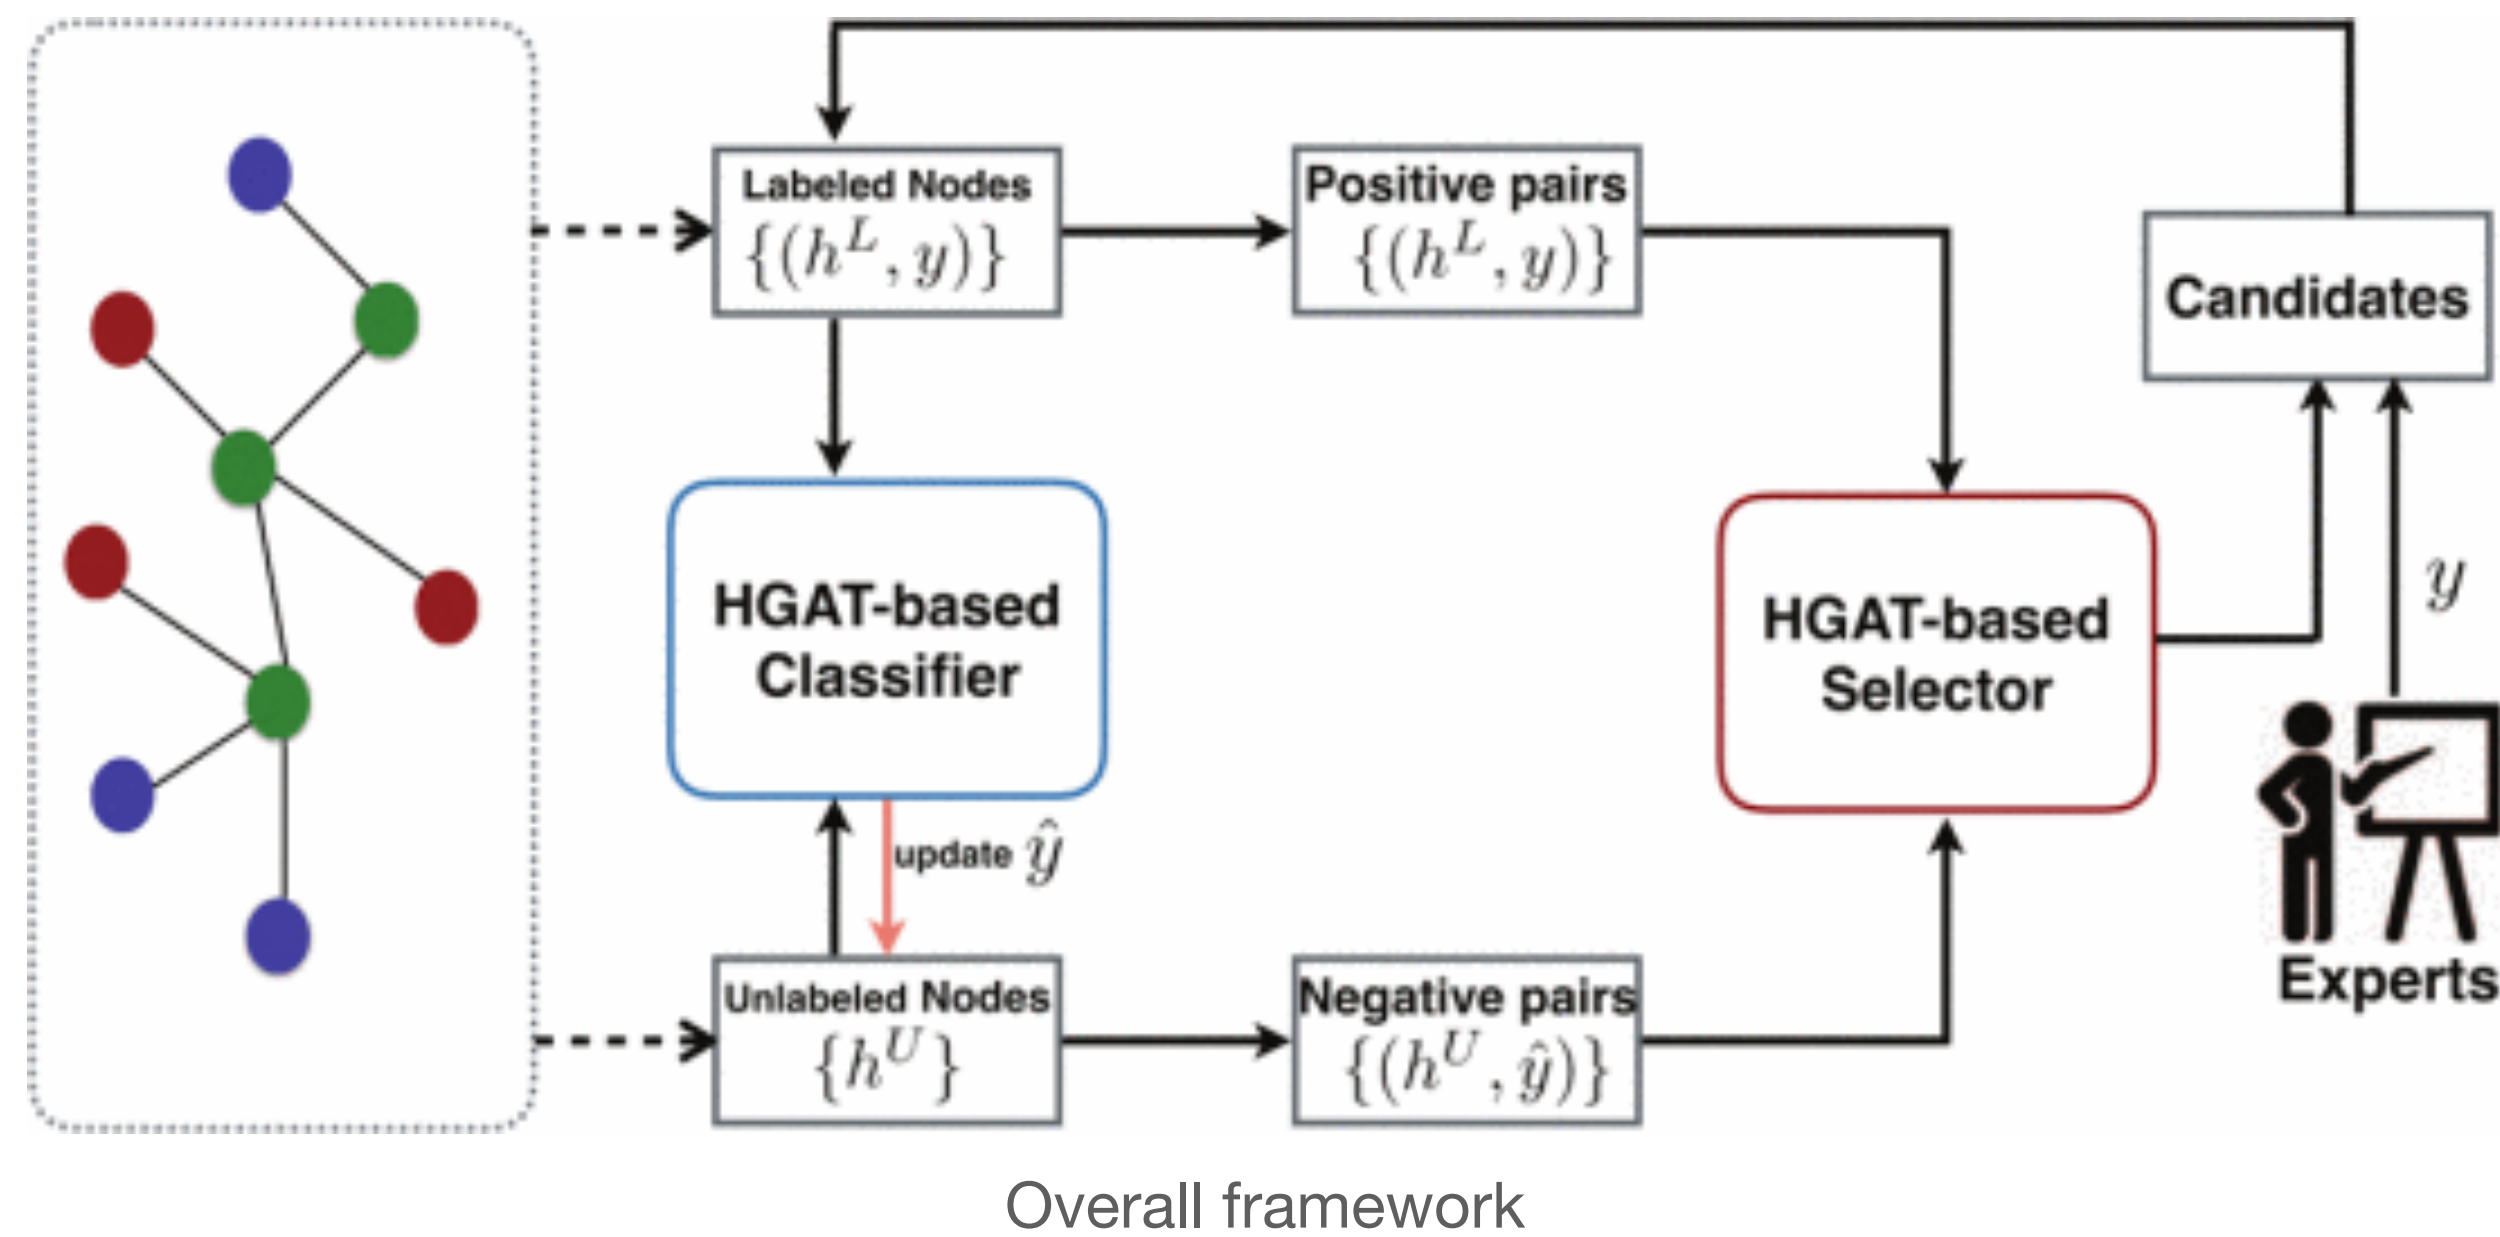 Labeled Nodes
{(h^L, y)}
Positive pairs
{(h^L, y)}
Candidates
HGAT-based
Classifier
HGAT-based
Selector
y
update ŷ
Unlabeled Nodes
{h^U}
Negative pairs
{(h^U, ŷ)}
Experts
Overall framework